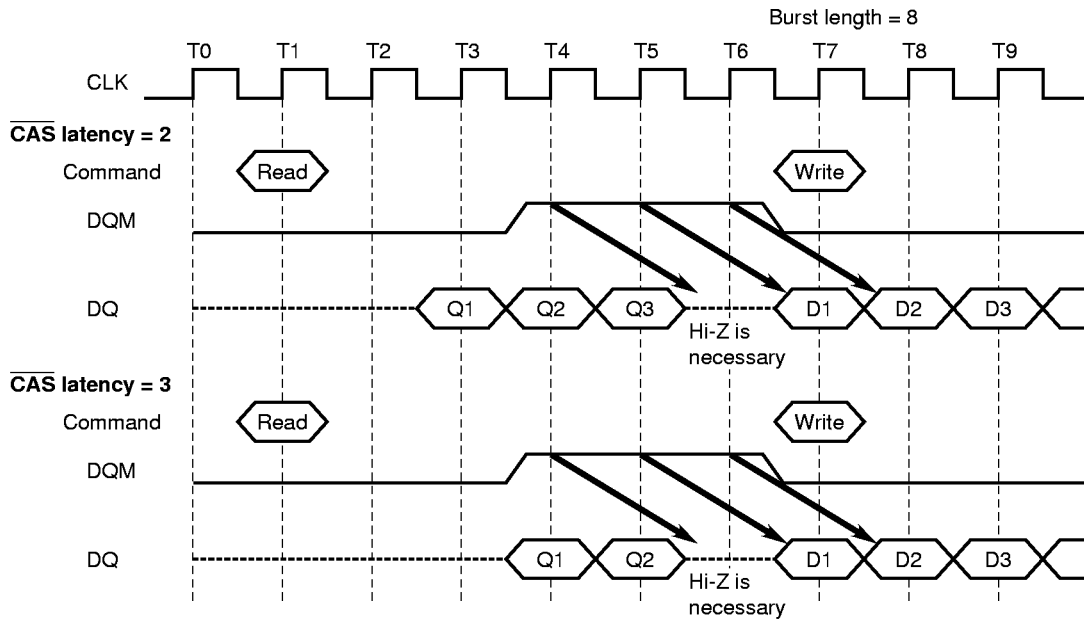 Burst length = 8
T0 T1 T2 T3 T4 T5 T6 T7 T8 T9
CLK
CAS latency = 2
Command Read Write
DQM
DQ Q1 Q2 Q3 D1 D2 D3
Hi-Z is
necessary
CAS latency = 3
Command Read Write
DQM
DQ Q1 Q2 D1 D2 D3
Hi-Z is
necessary